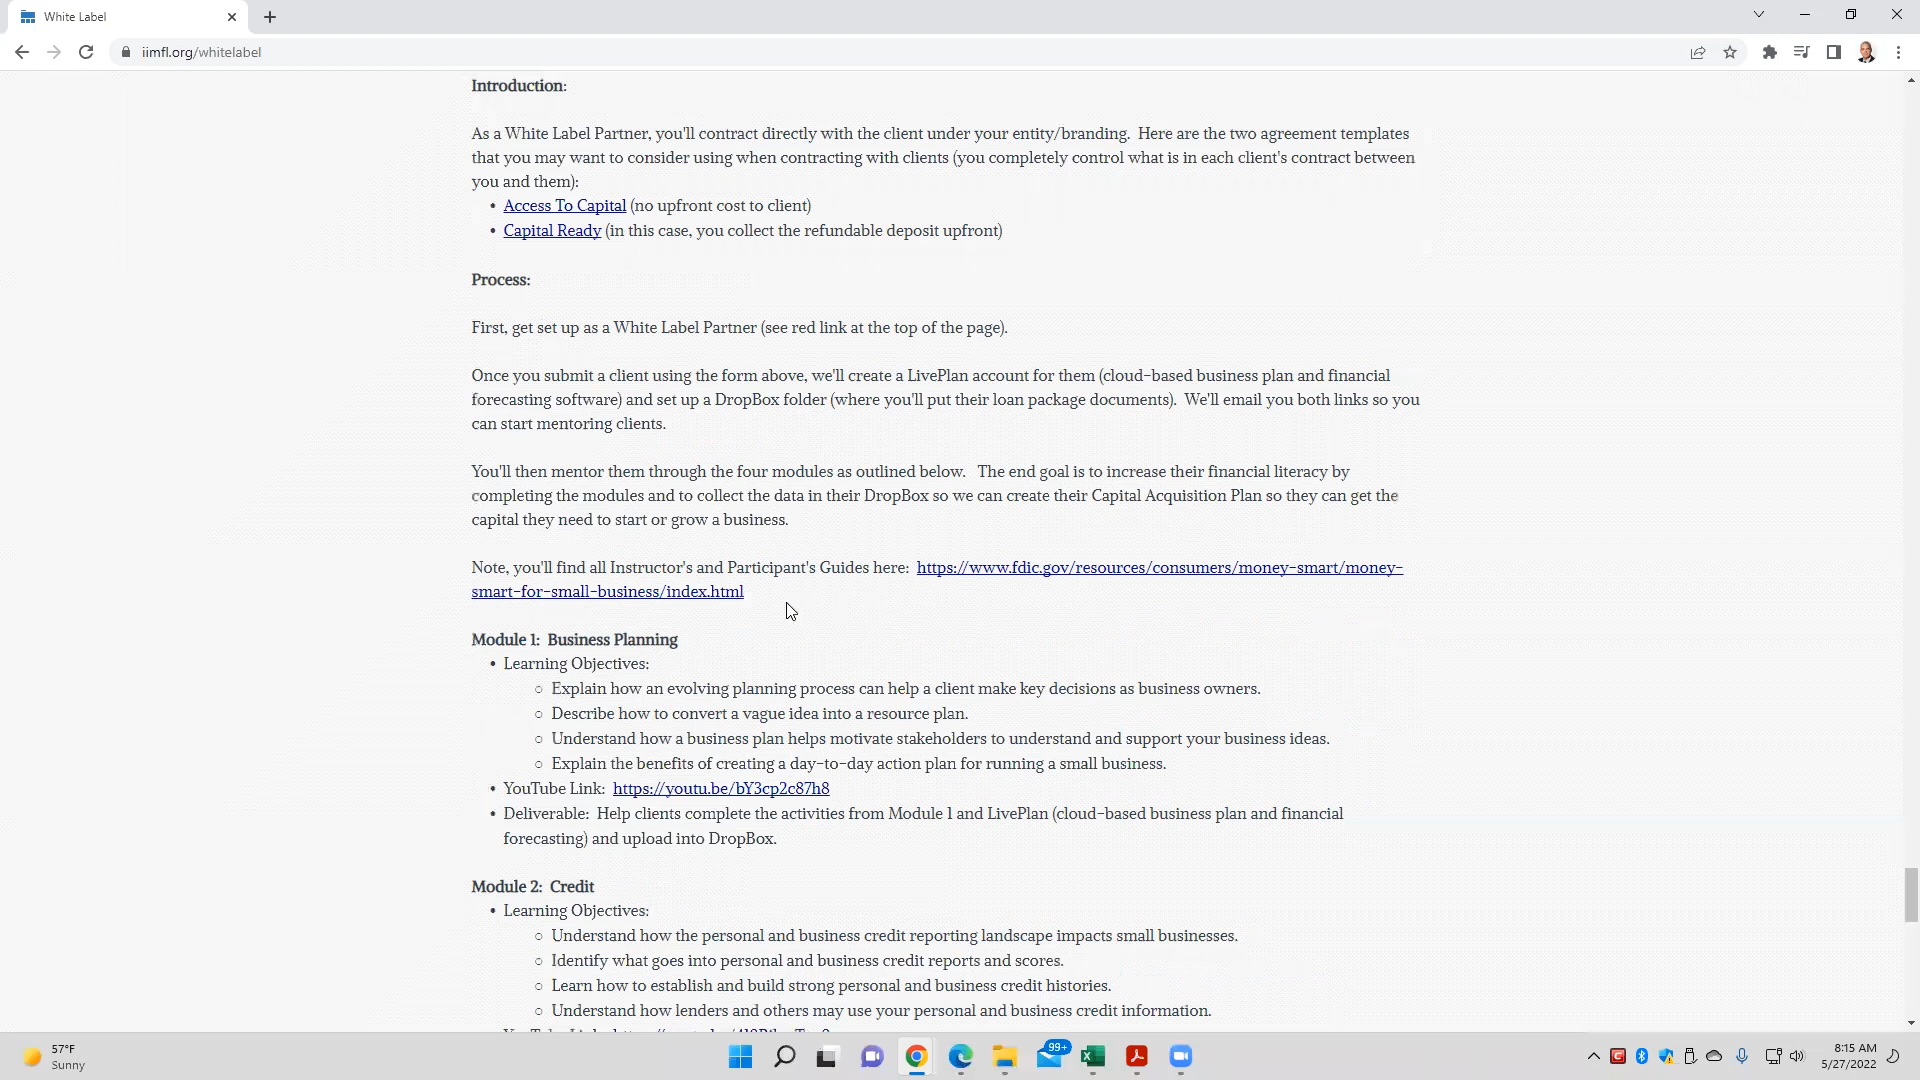 White Label
iimfl.org/whitelabel
Introduction:
As a White Label Partner, you'll contract directly with the client under your entity/branding.  Here are the two agreement templates
that you may want to consider using when contracting with clients (you completely control what is in each client's contract between
you and them):
• Access To Capital (no upfront cost to client)
• Capital Ready (in this case, you collect the refundable deposit upfront)
Process:
First, get set up as a White Label Partner (see red link at the top of the page).
Once you submit a client using the form above, we'll create a LivePlan account for them (cloud-based business plan and financial
forecasting software) and set up a DropBox folder (where you'll put their loan package documents).  We'll email you both links so you
can start mentoring clients.
You'll then mentor them through the four modules as outlined below.   The end goal is to increase their financial literacy by
completing the modules and to collect the data in their DropBox so we can create their Capital Acquisition Plan so they can get the
capital they need to start or grow a business.
Note, you'll find all Instructor's and Participant's Guides here:  https://www.fdic.gov/resources/consumers/money-smart/money-
smart-for-small-business/index.html
Module 1:  Business Planning
• Learning Objectives:
○ Explain how an evolving planning process can help a client make key decisions as business owners.
○ Describe how to convert a vague idea into a resource plan.
○ Understand how a business plan helps motivate stakeholders to understand and support your business ideas.
○ Explain the benefits of creating a day-to-day action plan for running a small business.
• YouTube Link:  https://youtu.be/bY3cp2c87h8
• Deliverable:  Help clients complete the activities from Module 1 and LivePlan (cloud-based business plan and financial
forecasting) and upload into DropBox.
Module 2:  Credit
• Learning Objectives:
○ Understand how the personal and business credit reporting landscape impacts small businesses.
○ Identify what goes into personal and business credit reports and scores.
○ Learn how to establish and build strong personal and business credit histories.
○ Understand how lenders and others may use your personal and business credit information.
57°F
Sunny
99+
8:15 AM
5/27/2022